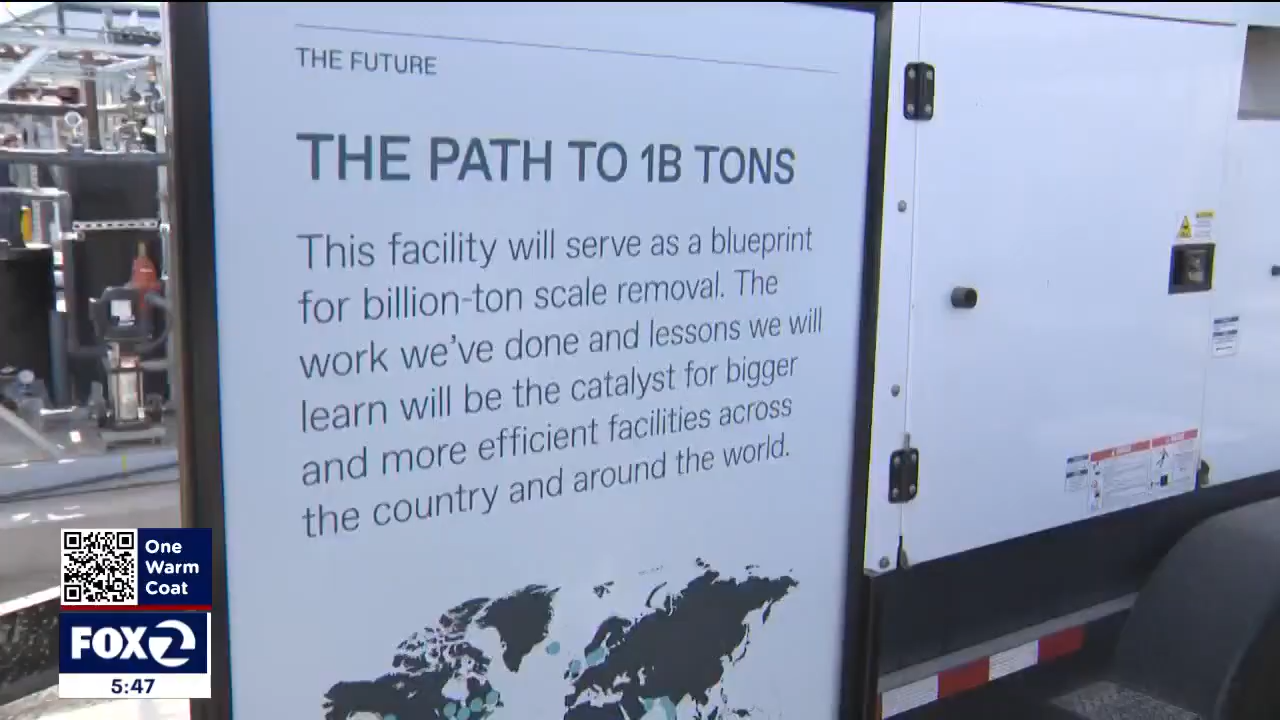 THE FUTURE
THE PATH TO 1B TONS
This facility will serve as a blueprint
for billion-ton scale removal. The
work we've done and lessons we will
learn will be the catalyst for bigger
and more efficient facilities across
the country and around the world.
One
Warm
Coat
FOX 2
5:47